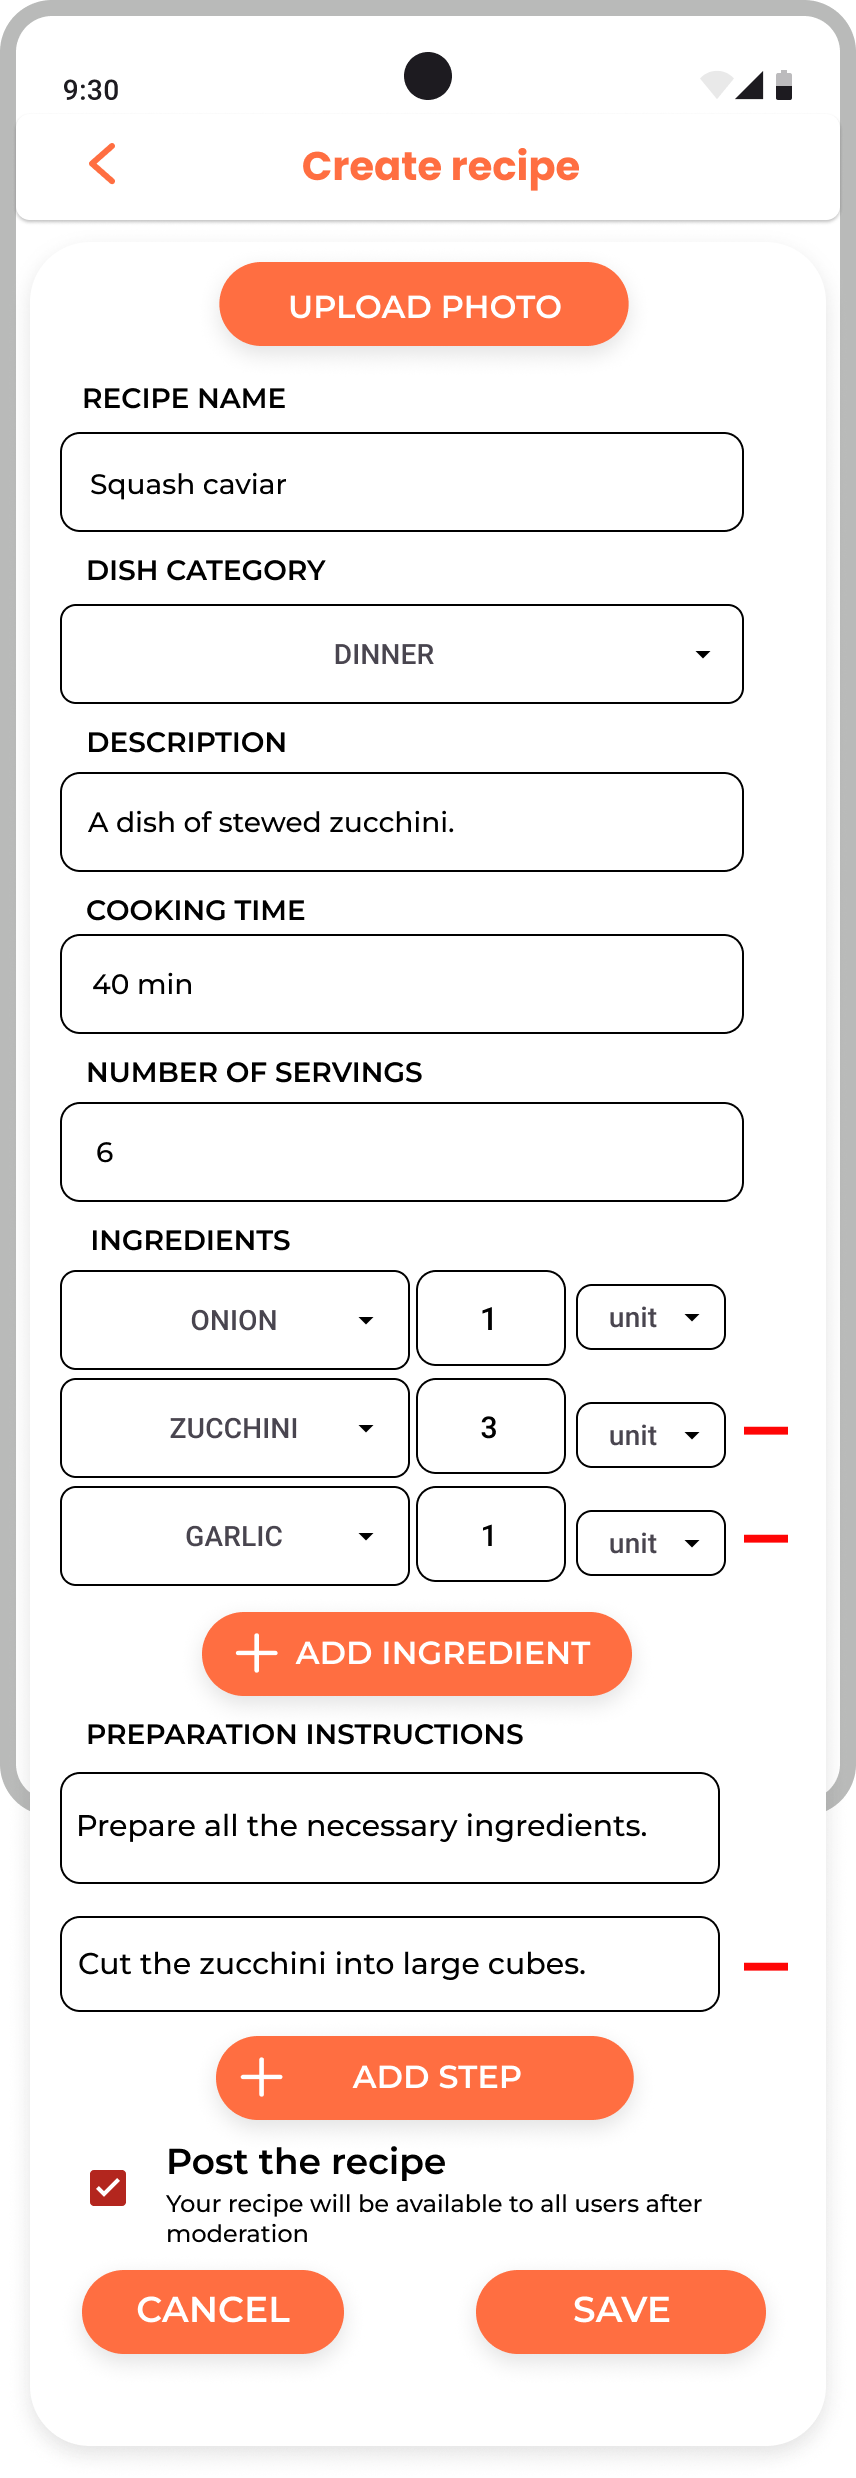 9:30
Create recipe
UPLOAD PHOTO
RECIPE NAME
Squash caviar
DISH CATEGORY
DINNER
DESCRIPTION
A dish of stewed zucchini.
COOKING TIME
40 min
NUMBER OF SERVINGS
6
INGREDIENTS
ONION 1 unit
ZUCCHINI 3 unit
GARLIC 1 unit
ADD INGREDIENT
PREPARATION INSTRUCTIONS
Prepare all the necessary ingredients.
Cut the zucchini into large cubes.
ADD STEP
Post the recipe
Your recipe will be available to all users after
moderation
CANCEL SAVE